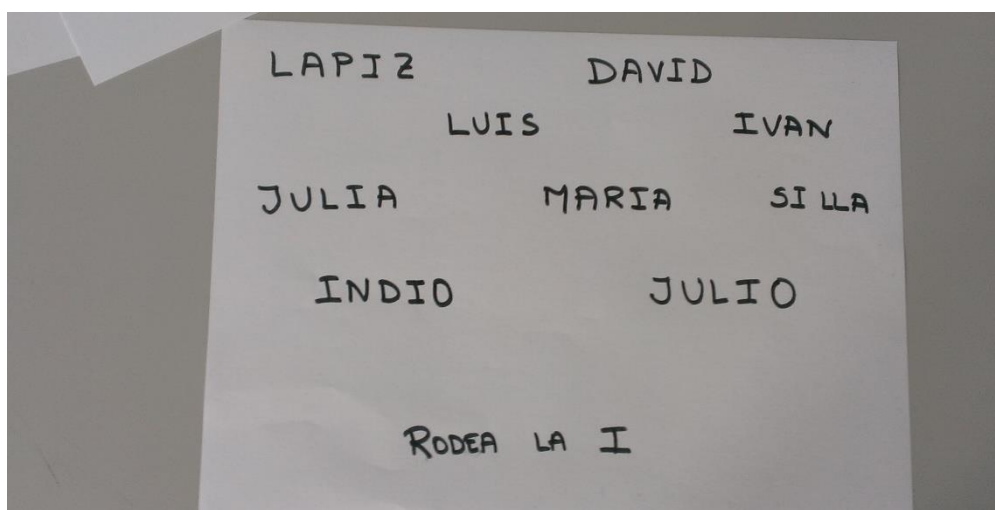 LAPIZ DAVID
LUIS IVAN
JULIA MARIA SILLA
INDIO JULIO
RODEA LA I